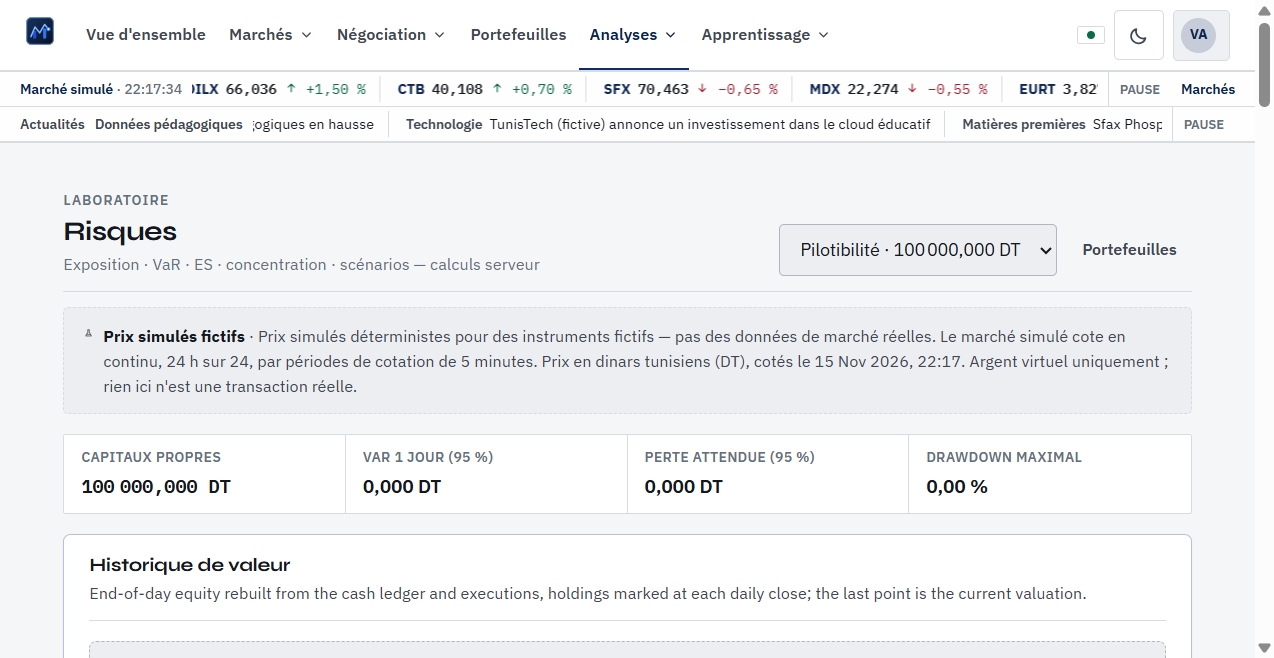 Vue d'ensemble Marchés Négociation Portefeuilles Analyses Apprentissage VA
Marché simulé · 22:17:34 DILX 66,036 ↑ +1,50 % CTB 40,108 ↑ +0,70 % SFX 70,463 ↓ −0,65 % MDX 22,274 ↓ −0,55 % EURT 3,82 PAUSE Marchés
Actualités Données pédagogiques ogiques en hausse Technologie TunisTech (fictive) annonce un investissement dans le cloud éducatif Matières premières Sfax Phosp PAUSE
LABORATOIRE
Risques
Exposition · VaR · ES · concentration · scénarios — calculs serveur
Pilotibilité · 100 000,000 DT Portefeuilles
Prix simulés fictifs · Prix simulés déterministes pour des instruments fictifs — pas des données de marché réelles. Le marché simulé cote en
continu, 24 h sur 24, par périodes de cotation de 5 minutes. Prix en dinars tunisiens (DT), cotés le 15 Nov 2026, 22:17. Argent virtuel uniquement ;
rien ici n'est une transaction réelle.
CAPITAUX PROPRES VAR 1 JOUR (95 %) PERTE ATTENDUE (95 %) DRAWDOWN MAXIMAL
100 000,000 DT 0,000 DT 0,000 DT 0,00 %
Historique de valeur
End-of-day equity rebuilt from the cash ledger and executions, holdings marked at each daily close; the last point is the current valuation.